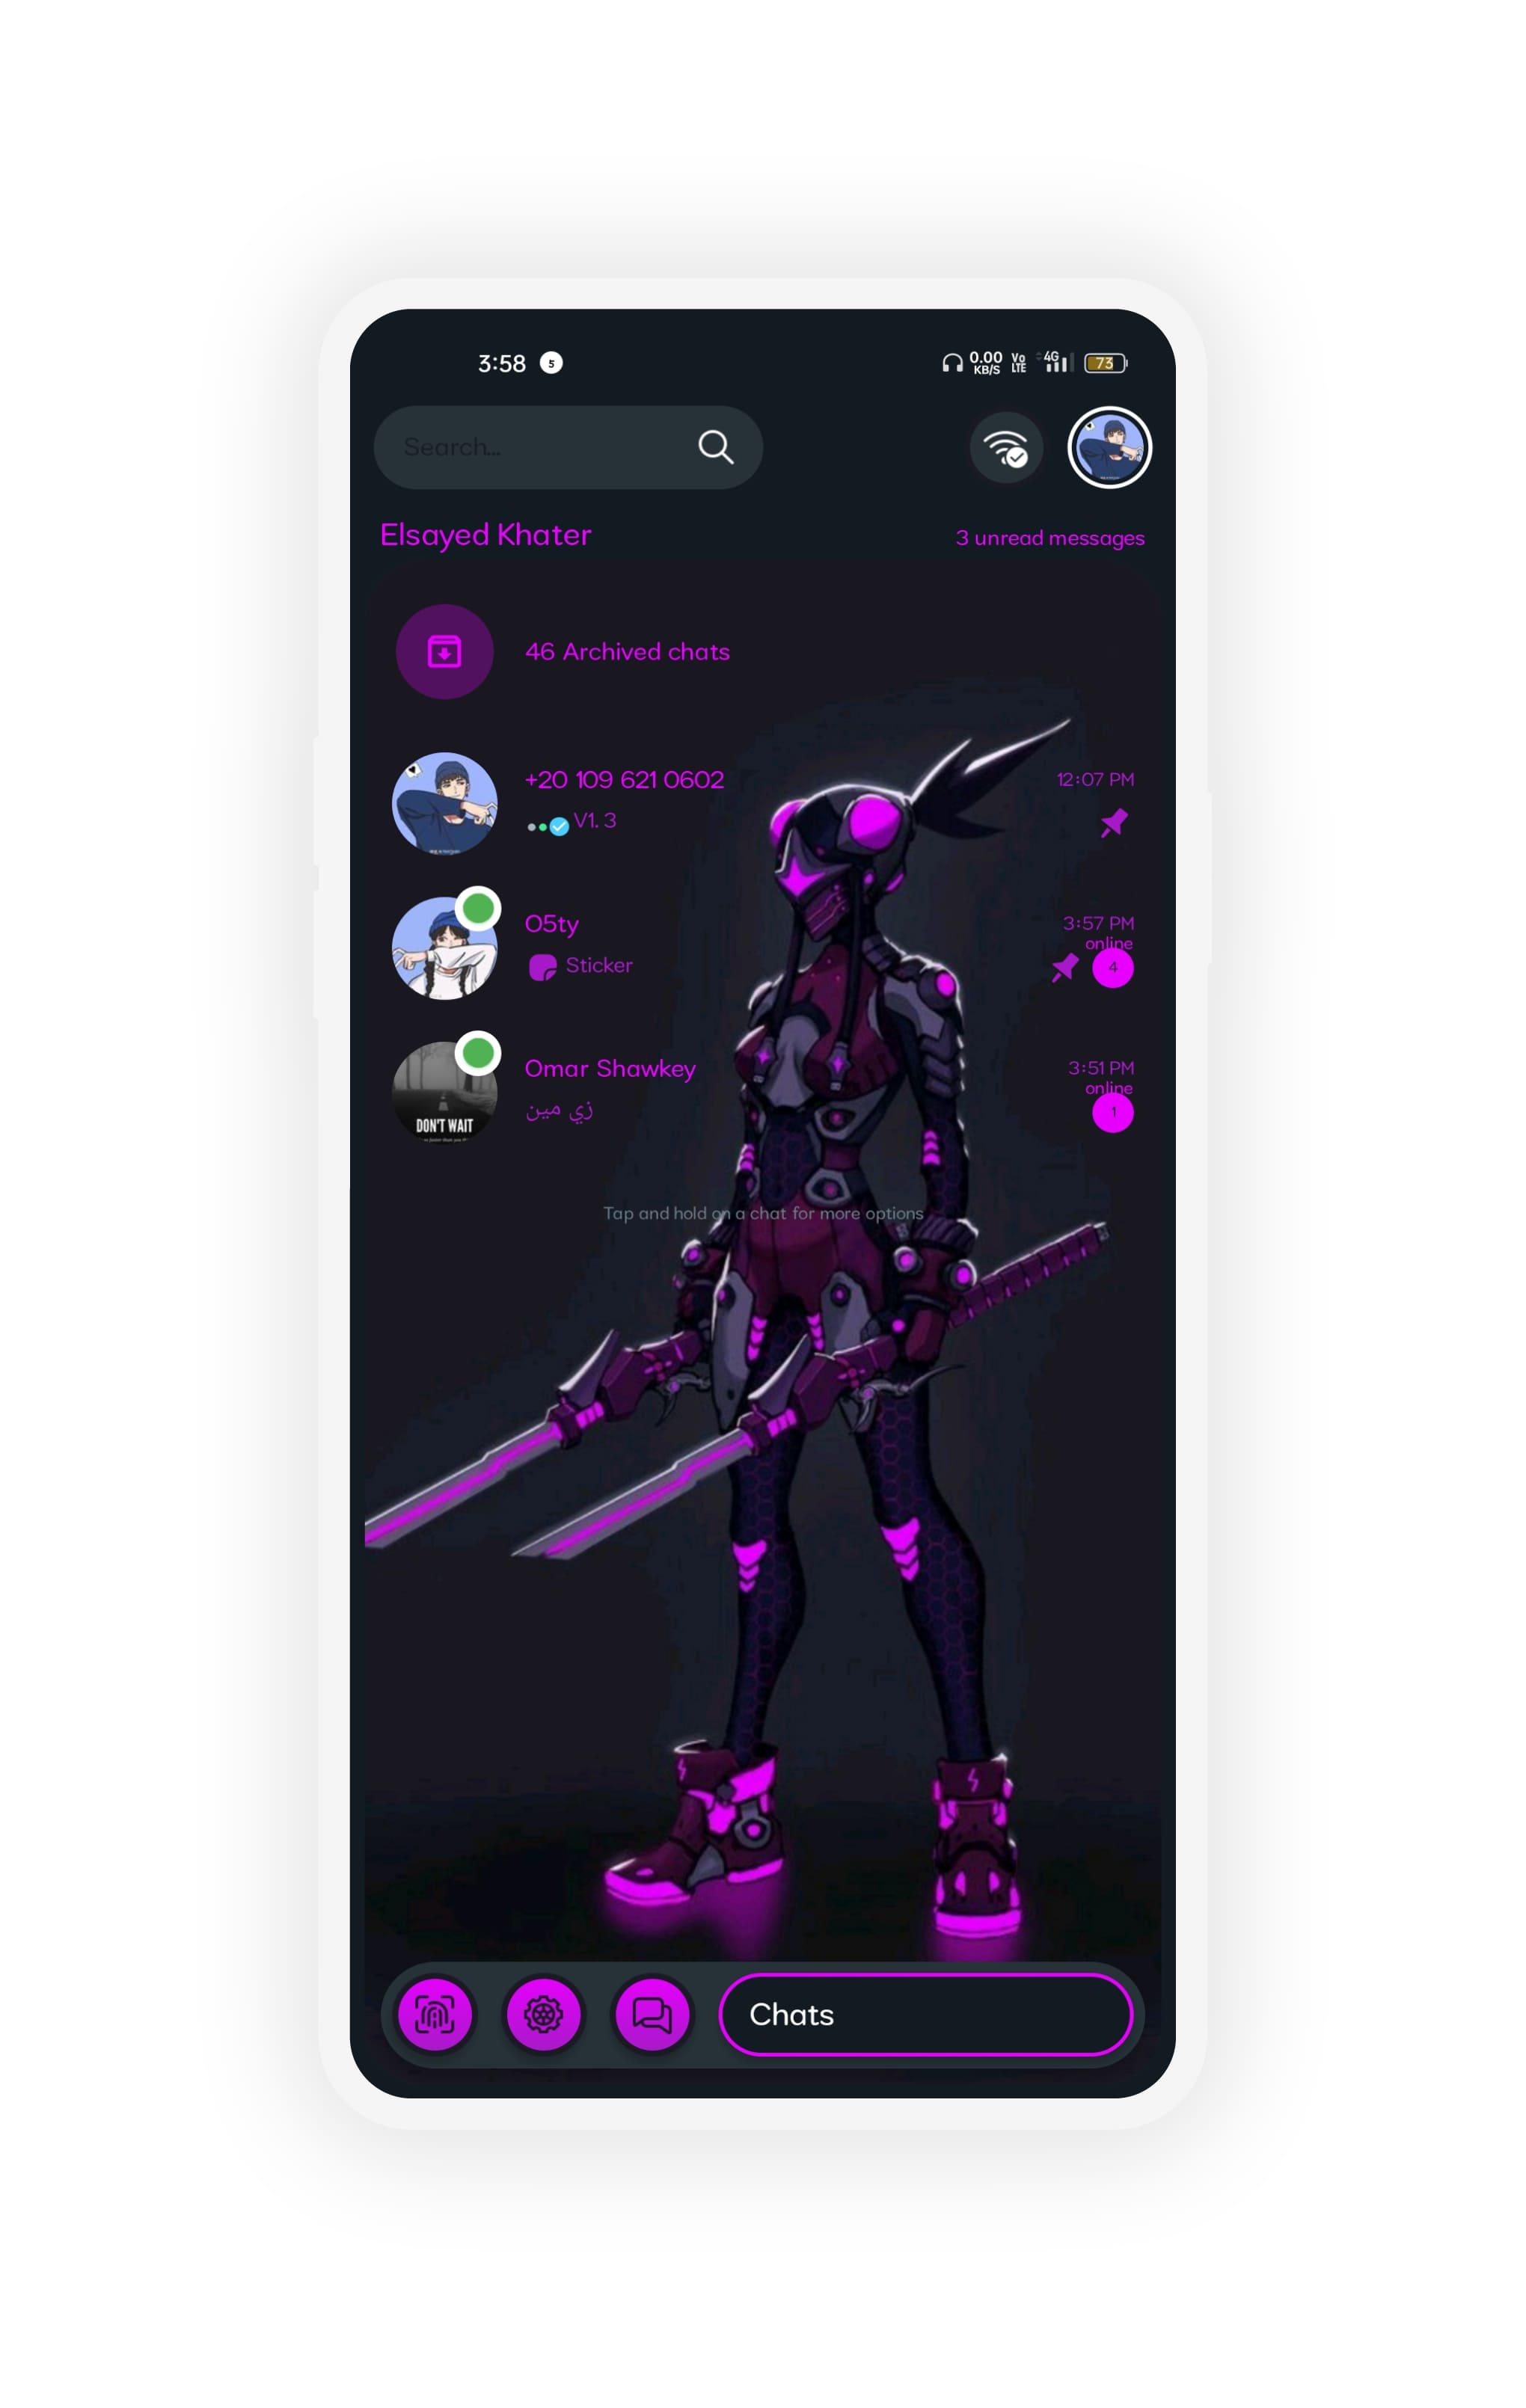 3:58 5 0.00 KB/S Vo LTE 4G 73
Search...
Elsayed Khater 3 unread messages
46 Archived chats
+20 109 621 0602 12:07 PM
V1. 3
O5ty 3:57 PM
online
Sticker 4
Omar Shawkey 3:51 PM
online
زي مين 1
DON'T WAIT
Tap and hold on a chat for more options
Chats